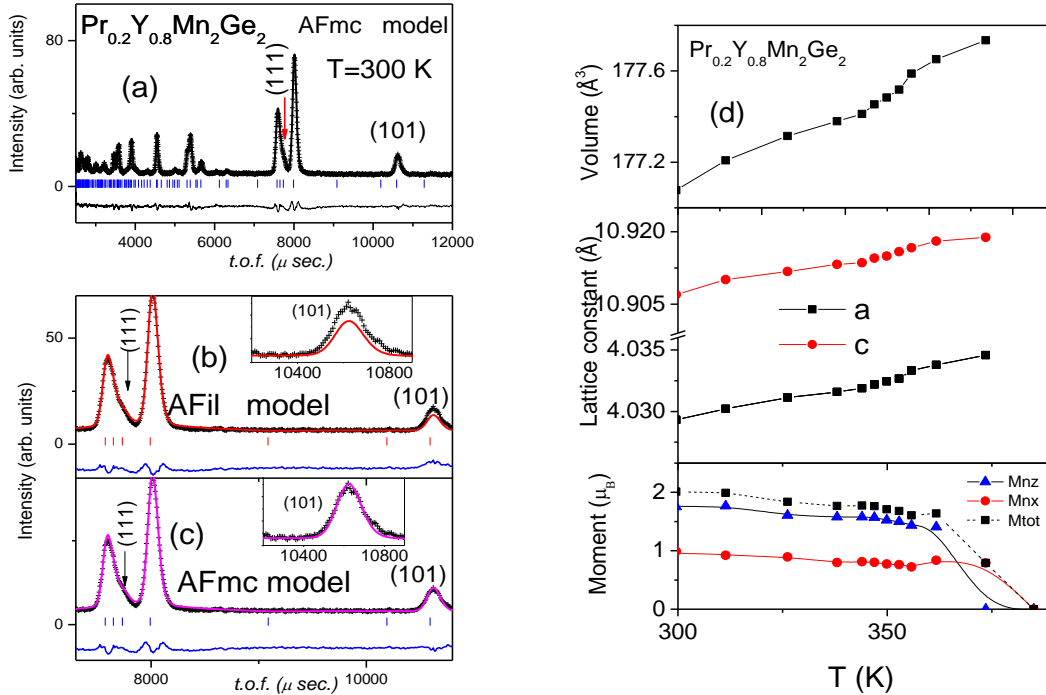 Pr0.2Y0.8Mn2Ge2 AFmc model
T=300 K
(a)
(111)
(101)
80
0
Intensity (arb. units)
4000 6000 8000 10000 12000
t.o.f. (μ sec.)
(b)
(111)
AFil model
(101)
(101)
10400 10800
50
0
Intensity (arb. units)
(c)
(111)
AFmc model
(101)
(101)
10400 10800
0
8000 10000
t.o.f. (μ sec.)
Pr0.2Y0.8Mn2Ge2
(d)
177.6
177.2
Volume (Å3)
10.920
10.905
4.035
4.030
Lattice constant (Å)
a
c
2
1
0
Moment (μB)
Mnz
Mnx
Mtot
300 350
T (K)